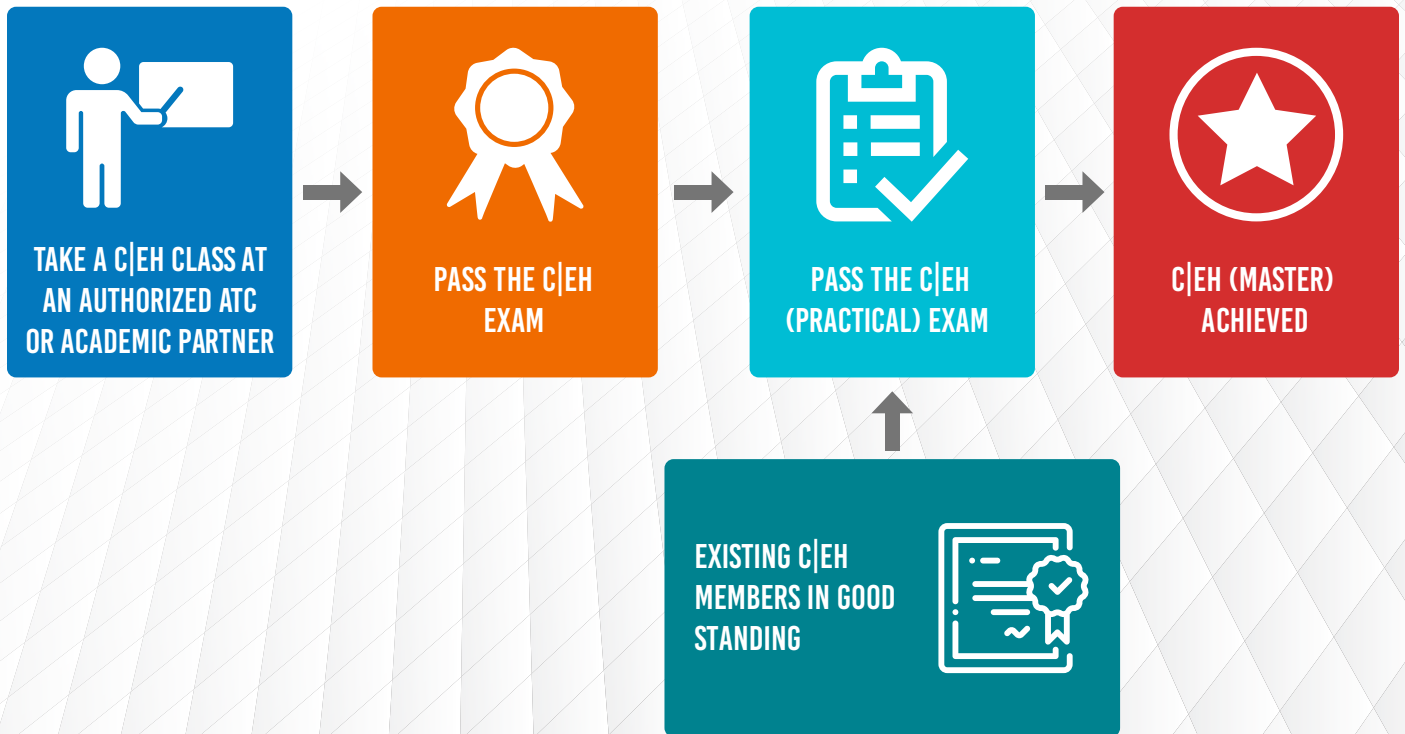 TAKE A C|EH CLASS AT
AN AUTHORIZED ATC
OR ACADEMIC PARTNER
PASS THE C|EH
EXAM
PASS THE C|EH
(PRACTICAL) EXAM
C|EH (MASTER)
ACHIEVED
EXISTING C|EH
MEMBERS IN GOOD
STANDING